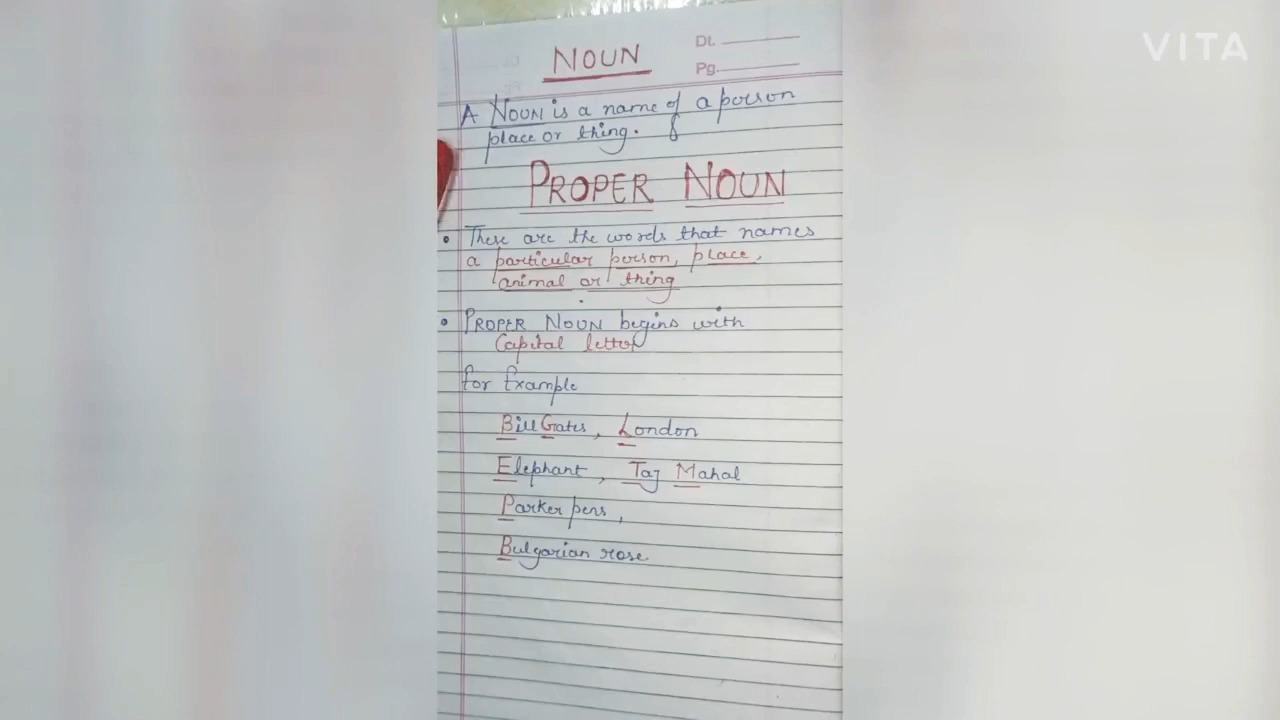 VITA
NOUN
Dt.
Pg.
A NOUN is a name of a person
place or thing.
PROPER NOUN
• These are the words that names
a particular person, place,
animal or thing
• PROPER NOUN begins with
Capital letter
for Example
Bill Gates, London
Elephant, Taj Mahal
Parker pens,
Bulgarian rose